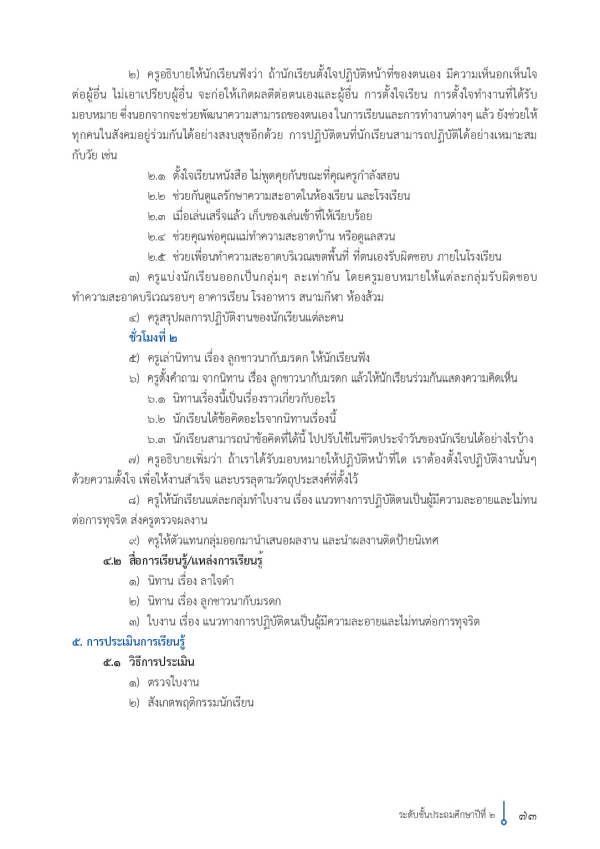 ๒) ครูอธิบายให้นักเรียนฟังว่า ถ้านักเรียนตั้งใจปฏิบัติหน้าที่ของตนเอง มีความเห็นอกเห็นใจ
ต่อผู้อื่น ไม่เอาเปรียบผู้อื่น จะก่อให้เกิดผลดีต่อตนเองและผู้อื่น การตั้งใจเรียน การตั้งใจทำงานที่ได้รับ
มอบหมาย ซึ่งนอกจากจะช่วยพัฒนาความสามารถของตนเอง ในการเรียนและการทำงานต่างๆ แล้ว ยังช่วยให้
ทุกคนในสังคมอยู่ร่วมกันได้อย่างสงบสุขอีกด้วย การปฏิบัติตนที่นักเรียนสามารถปฏิบัติได้อย่างเหมาะสม
กับวัย เช่น
๒.๑ ตั้งใจเรียนหนังสือ ไม่พูดคุยกันขณะที่คุณครูกำลังสอน
๒.๒ ช่วยกันดูแลรักษาความสะอาดในห้องเรียน และโรงเรียน
๒.๓ เมื่อเล่นเสร็จแล้ว เก็บของเล่นเข้าที่ให้เรียบร้อย
๒.๔ ช่วยคุณพ่อคุณแม่ทำความสะอาดบ้าน หรือดูแลสวน
๒.๕ ช่วยเพื่อนทำความสะอาดบริเวณเขตพื้นที่ ที่ตนเองรับผิดชอบ ภายในโรงเรียน
๓) ครูแบ่งนักเรียนออกเป็นกลุ่มๆ ละเท่ากัน โดยครูมอบหมายให้แต่ละกลุ่มรับผิดชอบ
ทำความสะอาดบริเวณรอบๆ อาคารเรียน โรงอาหาร สนามกีฬา ห้องส้วม
๔) ครูสรุปผลการปฏิบัติงานของนักเรียนแต่ละคน
ชั่วโมงที่ ๒
๕) ครูเล่านิทาน เรื่อง ลูกชาวนากับมรดก ให้นักเรียนฟัง
๖) ครูตั้งคำถาม จากนิทาน เรื่อง ลูกชาวนากับมรดก แล้วให้นักเรียนร่วมกันแสดงความคิดเห็น
๖.๑ นิทานเรื่องนี้เป็นเรื่องราวเกี่ยวกับอะไร
๖.๒ นักเรียนได้ข้อคิดอะไรจากนิทานเรื่องนี้
๖.๓ นักเรียนสามารถนำข้อคิดที่ได้นี้ ไปปรับใช้ในชีวิตประจำวันของนักเรียนได้อย่างไรบ้าง
๗) ครูอธิบายเพิ่มว่า ถ้าเราได้รับมอบหมายให้ปฏิบัติหน้าที่ใด เราต้องตั้งใจปฏิบัติงานนั้นๆ
ด้วยความตั้งใจ เพื่อให้งานสำเร็จ และบรรลุตามวัตถุประสงค์ที่ตั้งไว้
๘) ครูให้นักเรียนแต่ละกลุ่มทำใบงาน เรื่อง แนวทางการปฏิบัติตนเป็นผู้มีความละอายและไม่ทน
ต่อการทุจริต ส่งครูตรวจผลงาน
๙) ครูให้ตัวแทนกลุ่มออกมานำเสนอผลงาน และนำผลงานติดป้ายนิเทศ
๔.๒ สื่อการเรียนรู้/แหล่งการเรียนรู้
๑) นิทาน เรื่อง ลาใจดำ
๒) นิทาน เรื่อง ลูกชาวนากับมรดก
๓) ใบงาน เรื่อง แนวทางการปฏิบัติตนเป็นผู้มีความละอายและไม่ทนต่อการทุจริต
๕. การประเมินการเรียนรู้
๕.๑ วิธีการประเมิน
๑) ตรวจใบงาน
๒) สังเกตพฤติกรรมนักเรียน
ระดับชั้นประถมศึกษาปีที่ ๒ ๗๓